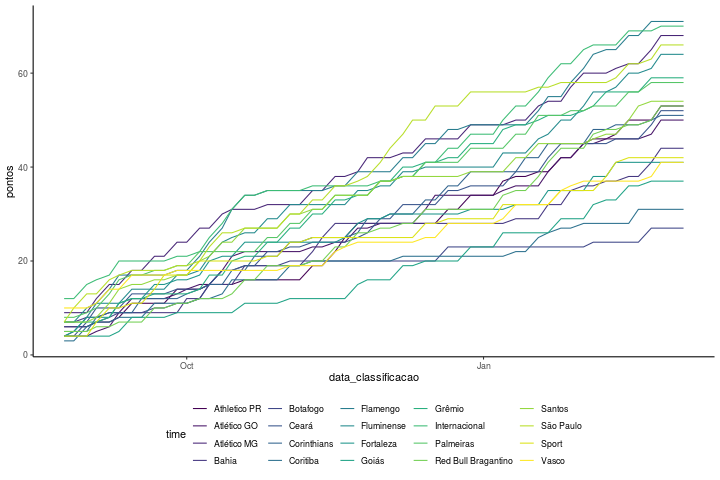 60
40
20
0
pontos
Oct Jan
data_classificacao
time
Athletico PR Botafogo Flamengo Grêmio Santos
Atlético GO Ceará Fluminense Internacional São Paulo
Atlético MG Corinthians Fortaleza Palmeiras Sport
Bahia Coritiba Goiás Red Bull Bragantino Vasco